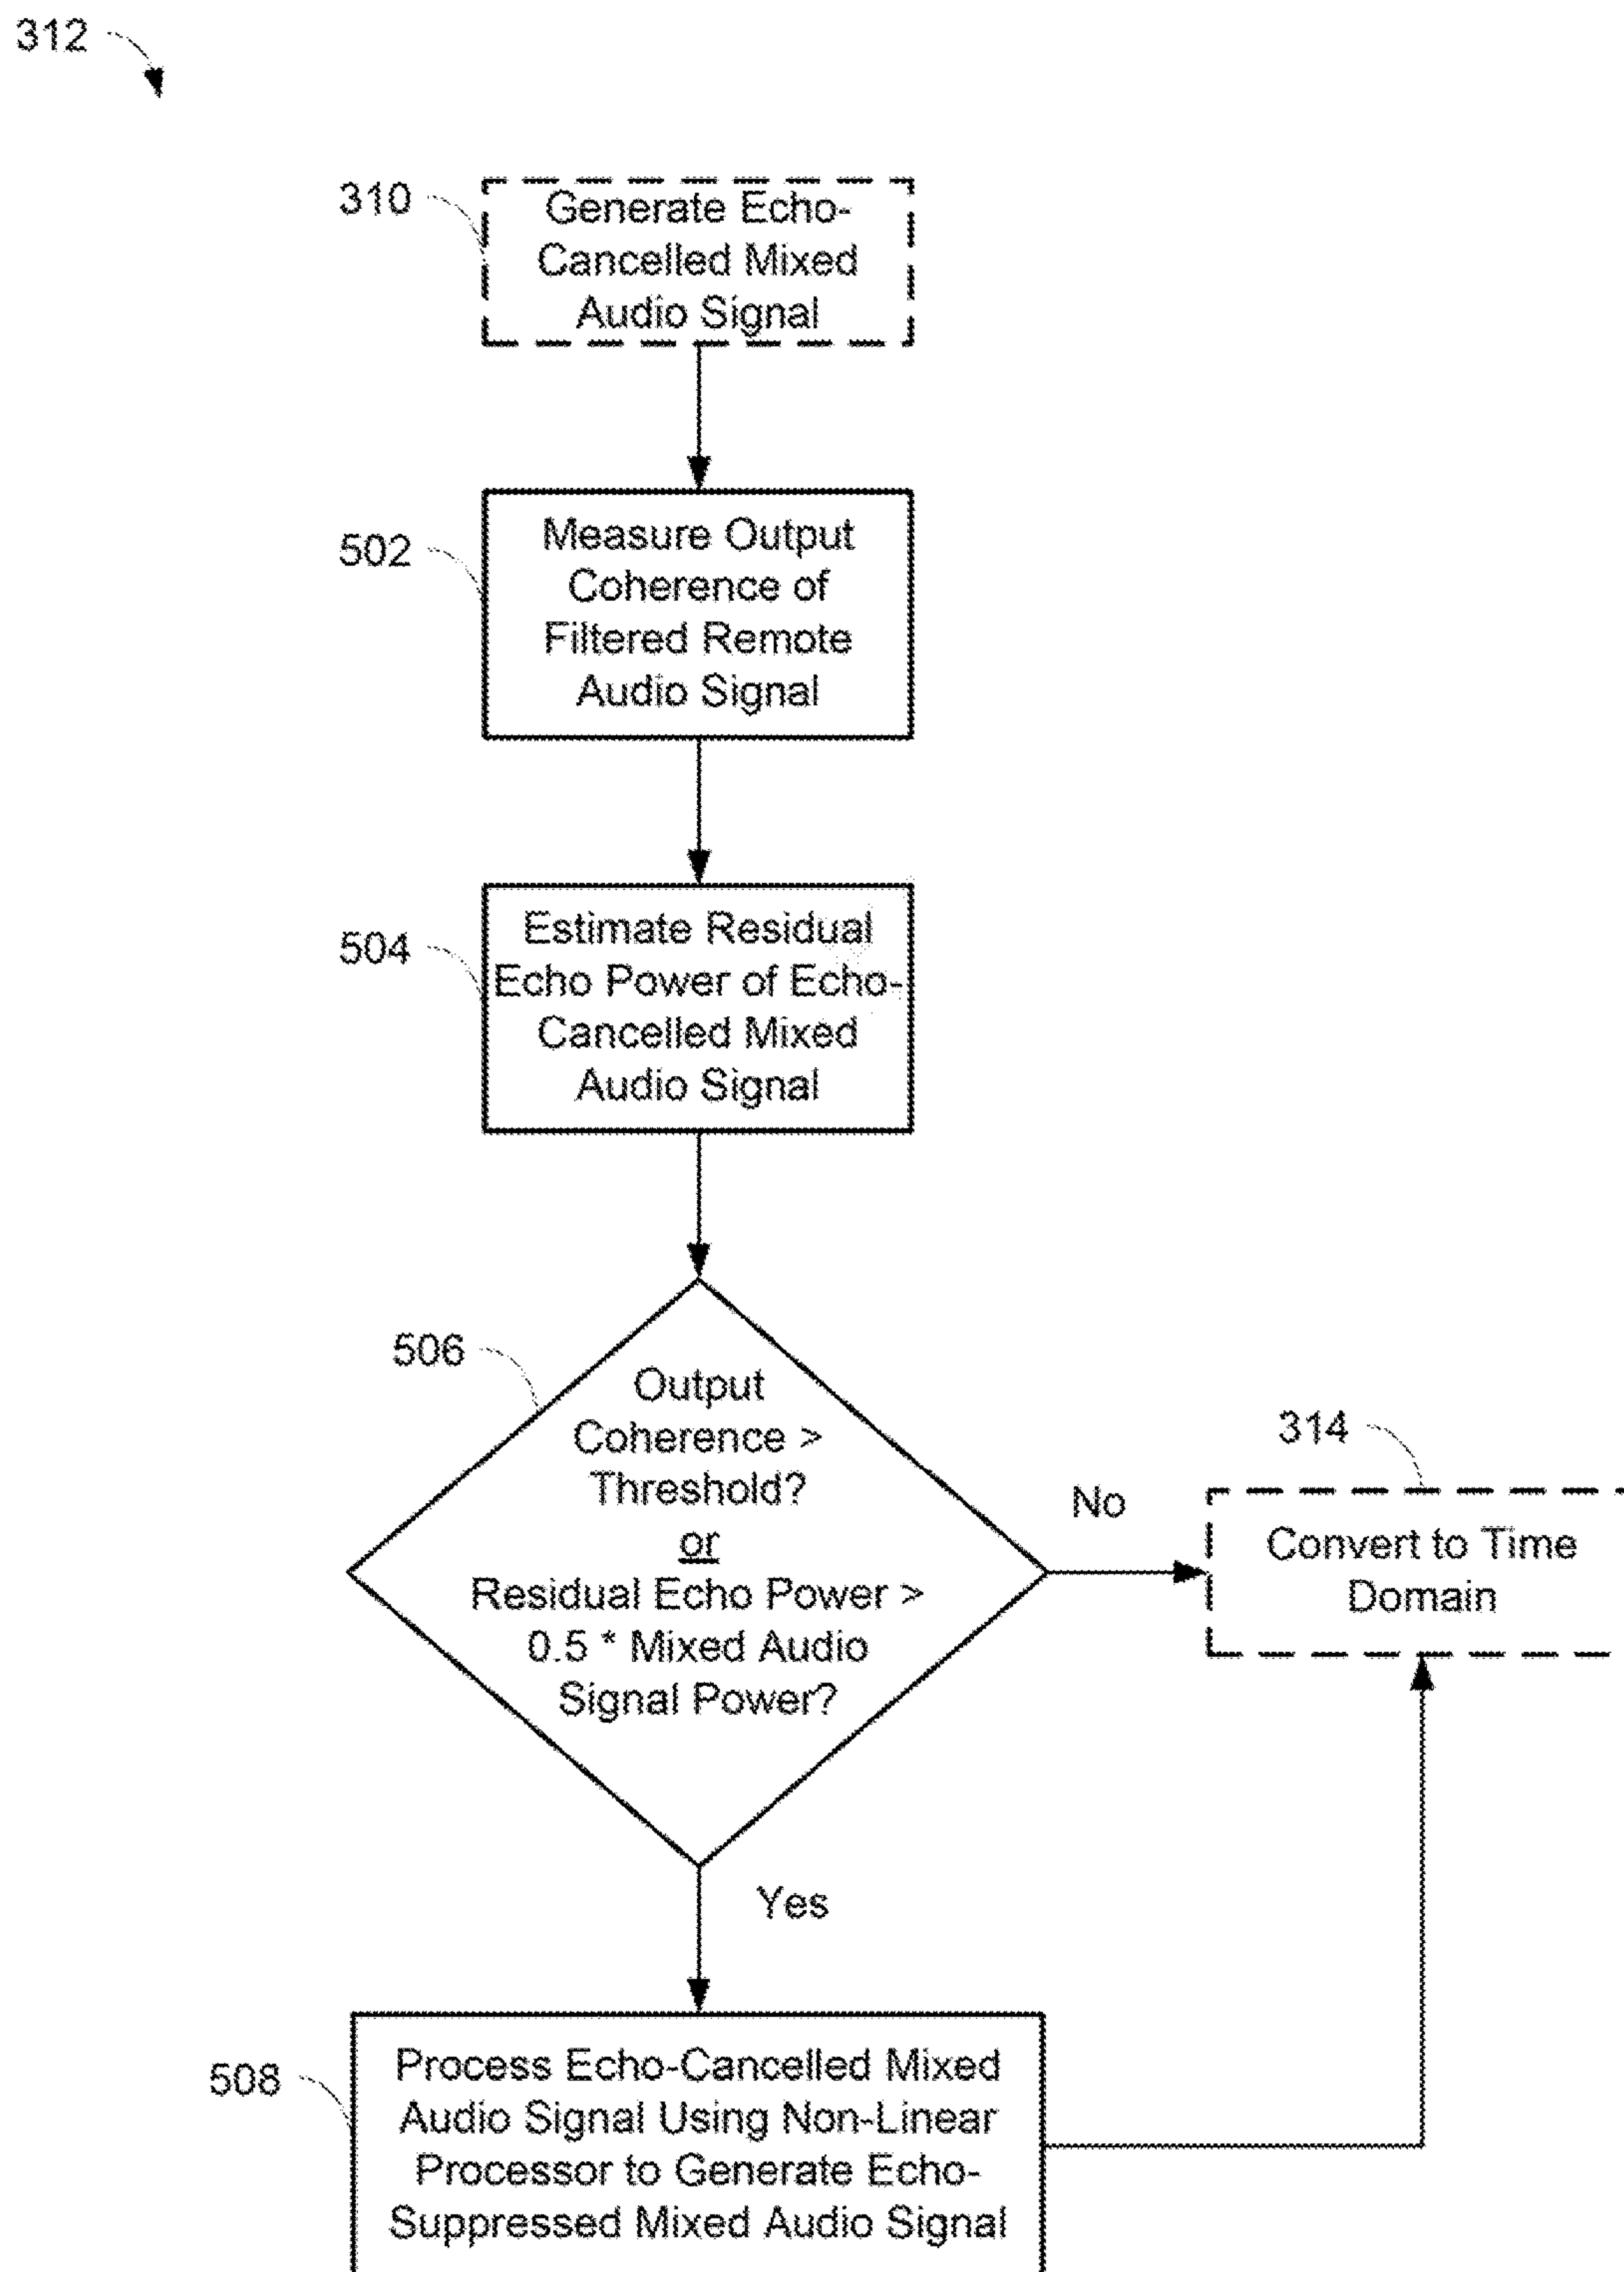 312
310
Generate Echo-
Cancelled Mixed
Audio Signal
502
Measure Output
Coherence of
Filtered Remote
Audio Signal
504
Estimate Residual
Echo Power of Echo-
Cancelled Mixed
Audio Signal
506
Output
Coherence >
Threshold?
or
Residual Echo Power >
0.5 * Mixed Audio
Signal Power?
No
314
Convert to Time
Domain
Yes
508
Process Echo-Cancelled Mixed
Audio Signal Using Non-Linear
Processor to Generate Echo-
Suppressed Mixed Audio Signal